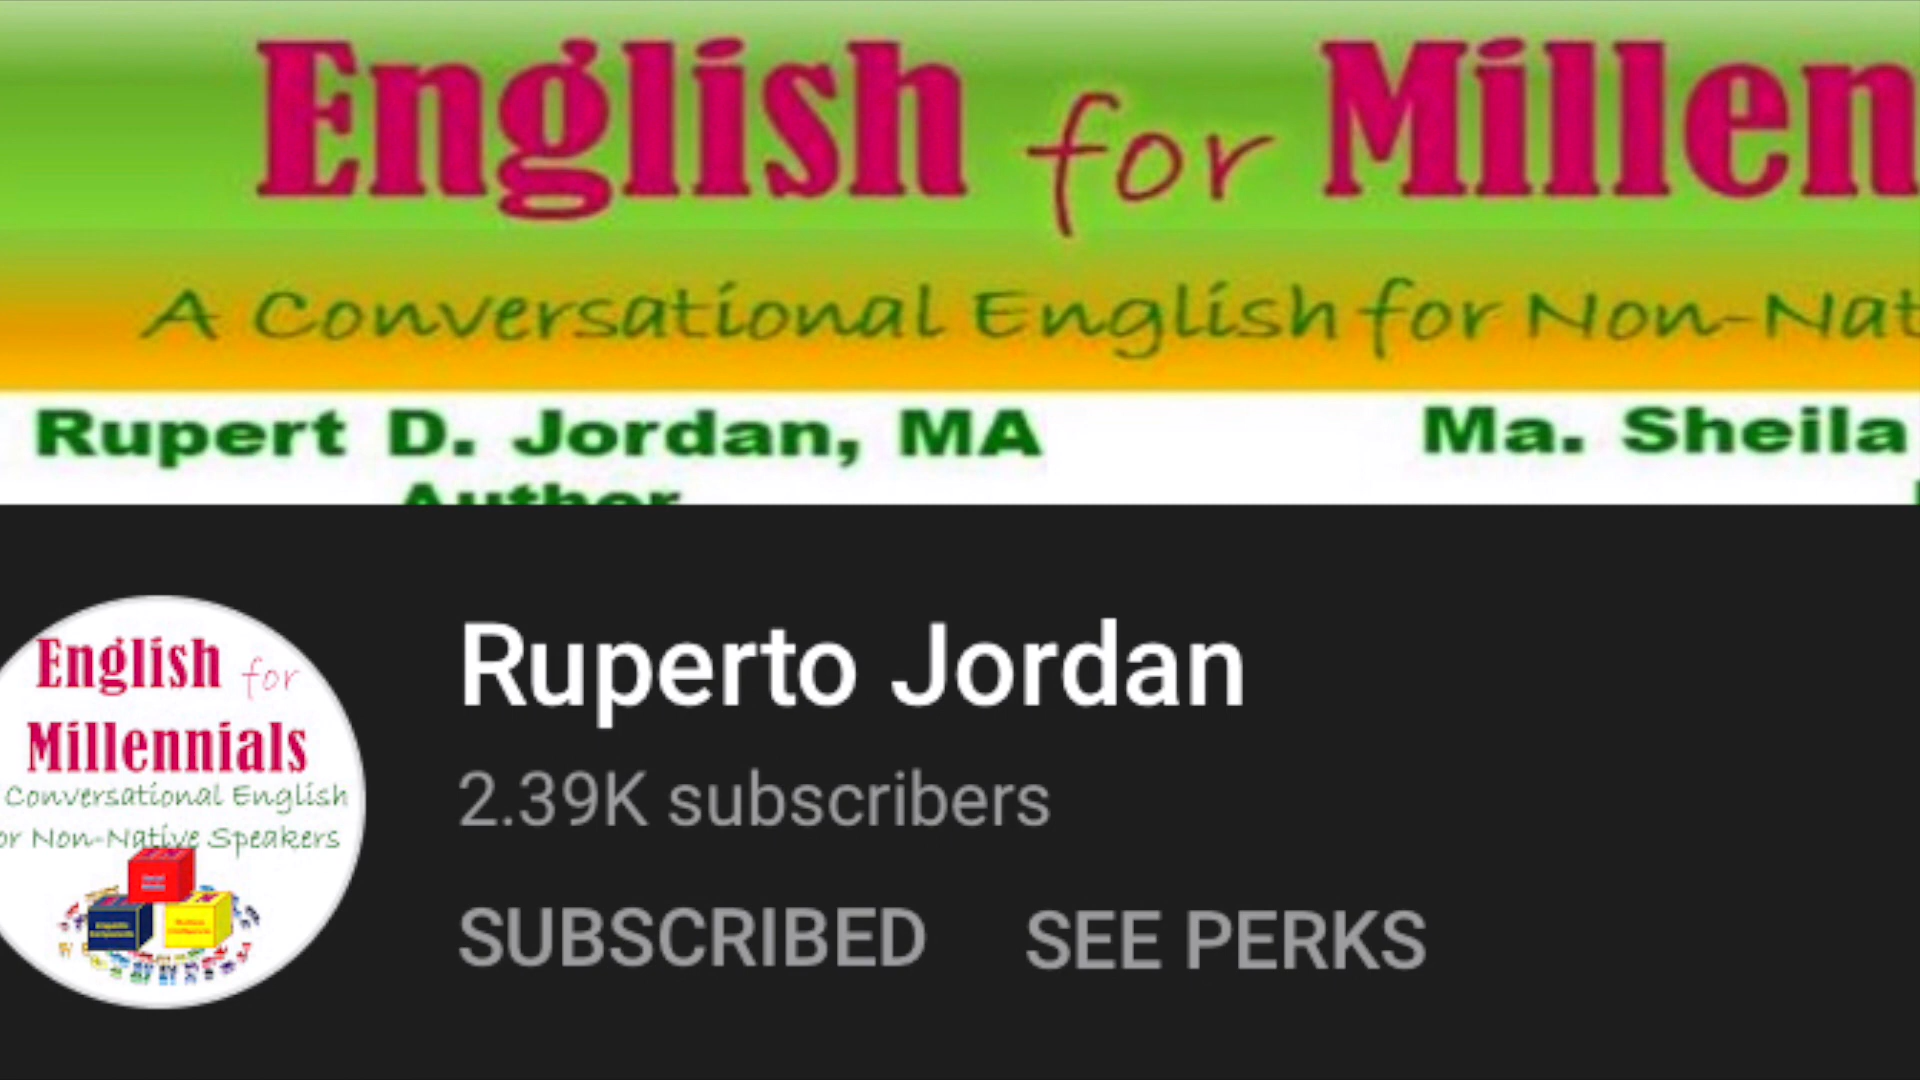 English for Millen
A Conversational English for Non-Nat
Rupert D. Jordan, MA
Ma. Sheila
Author
English for
Millennials
Conversational English
or Non-Native Speakers
Ruperto Jordan
2.39K subscribers
SUBSCRIBED
SEE PERKS